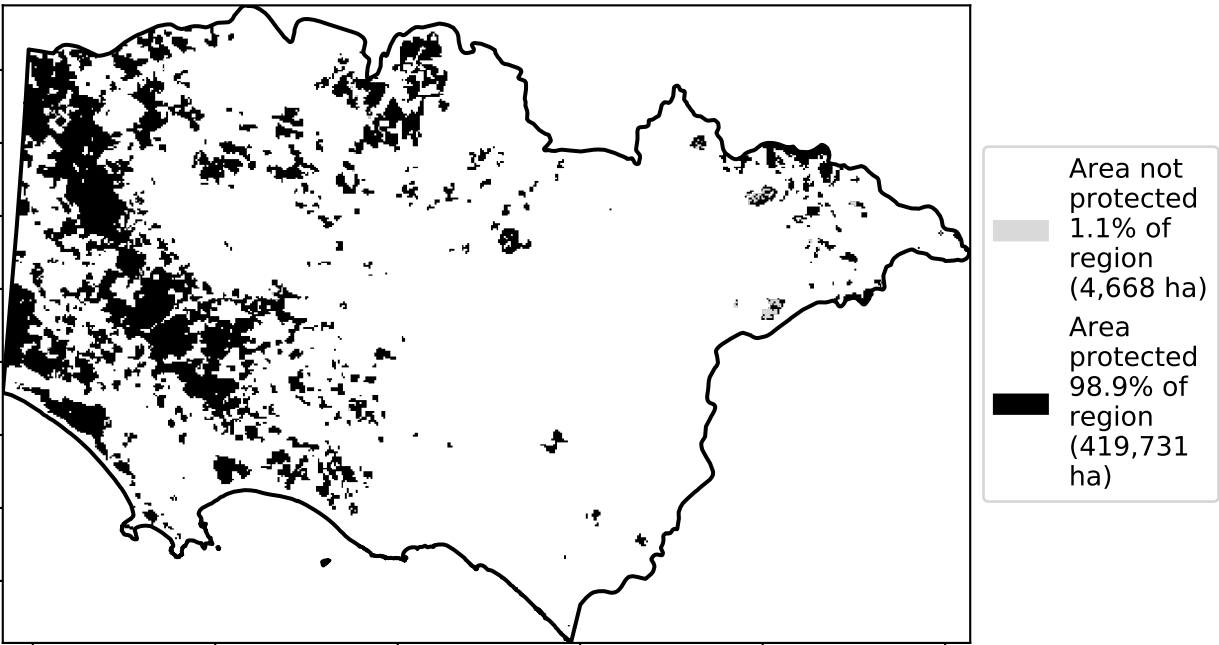 Area not
protected
1.1% of
region
(4,668 ha)
Area
protected
98.9% of
region
(419,731
ha)